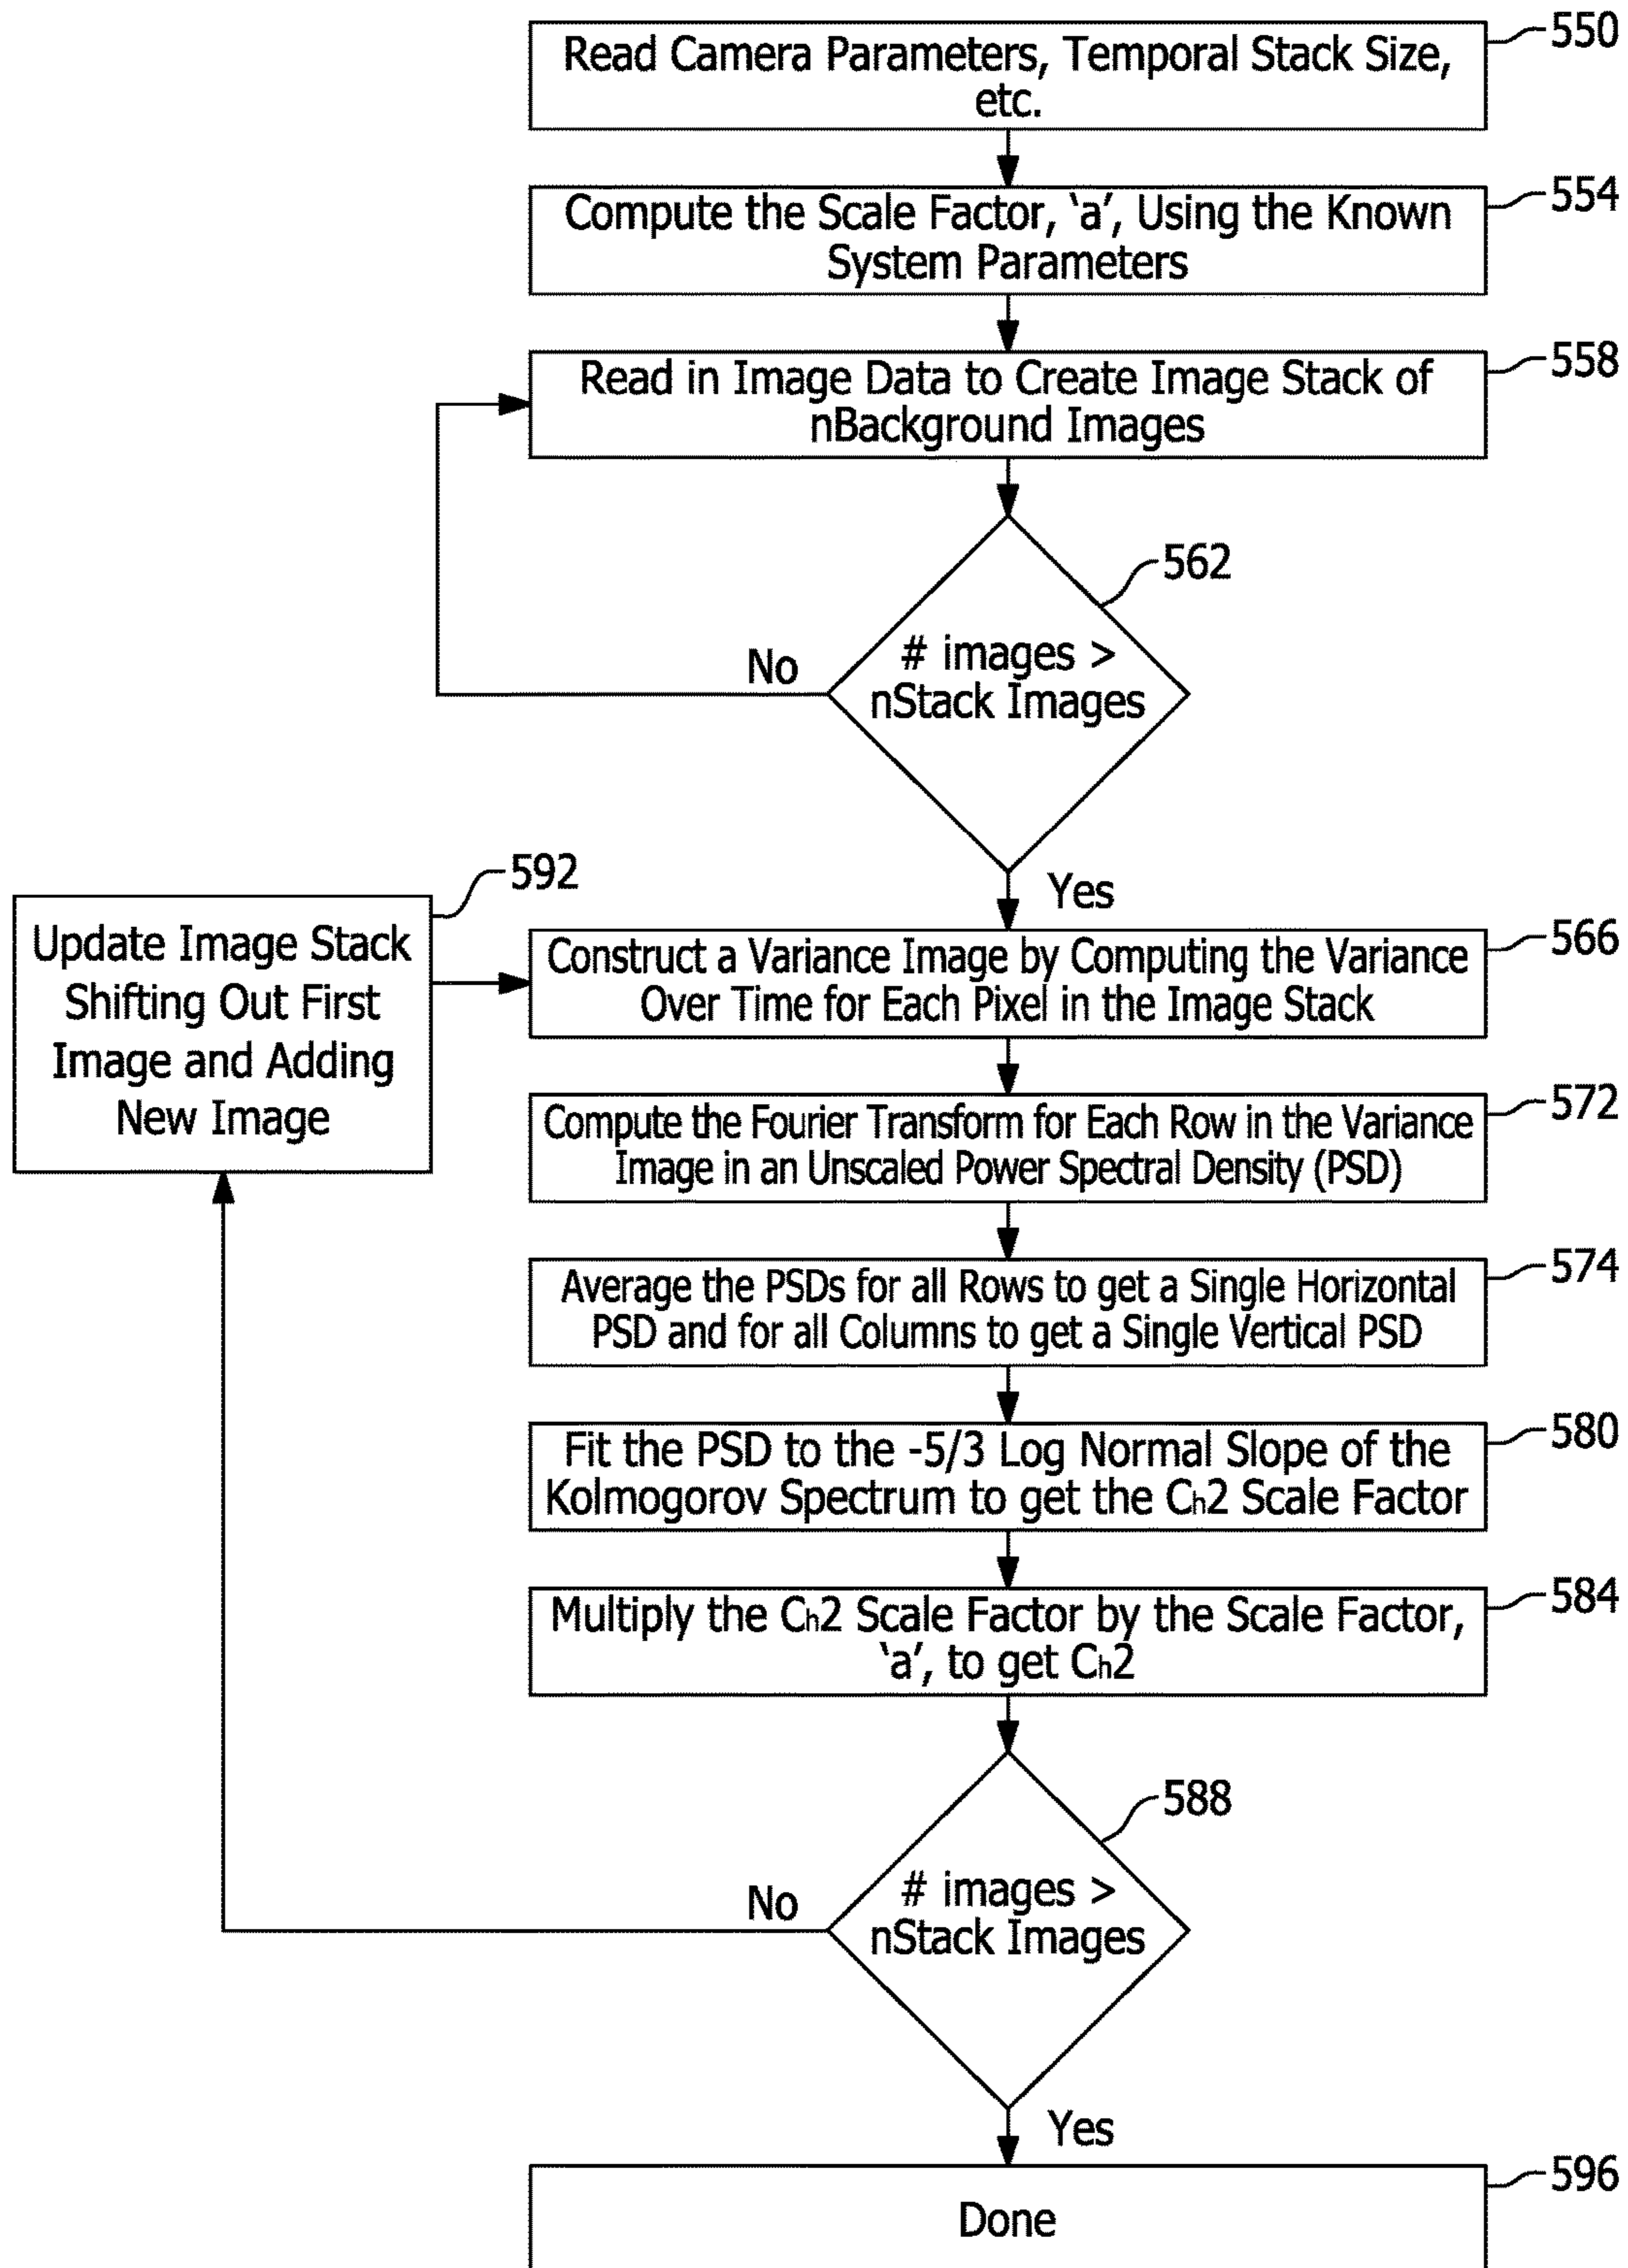 Read Camera Parameters, Temporal Stack Size,
etc.
550
Compute the Scale Factor, ‘a’, Using the Known
System Parameters
554
Read in Image Data to Create Image Stack of
nBackground Images
558
562
# images >
nStack Images
No
Yes
592
Update Image Stack
Shifting Out First
Image and Adding
New Image
Construct a Variance Image by Computing the Variance
Over Time for Each Pixel in the Image Stack
566
Compute the Fourier Transform for Each Row in the Variance
Image in an Unscaled Power Spectral Density (PSD)
572
Average the PSDs for all Rows to get a Single Horizontal
PSD and for all Columns to get a Single Vertical PSD
574
Fit the PSD to the -5/3 Log Normal Slope of the
Kolmogorov Spectrum to get the Ch2 Scale Factor
580
Multiply the Ch2 Scale Factor by the Scale Factor,
‘a’, to get Ch2
584
588
# images >
nStack Images
No
Yes
Done
596